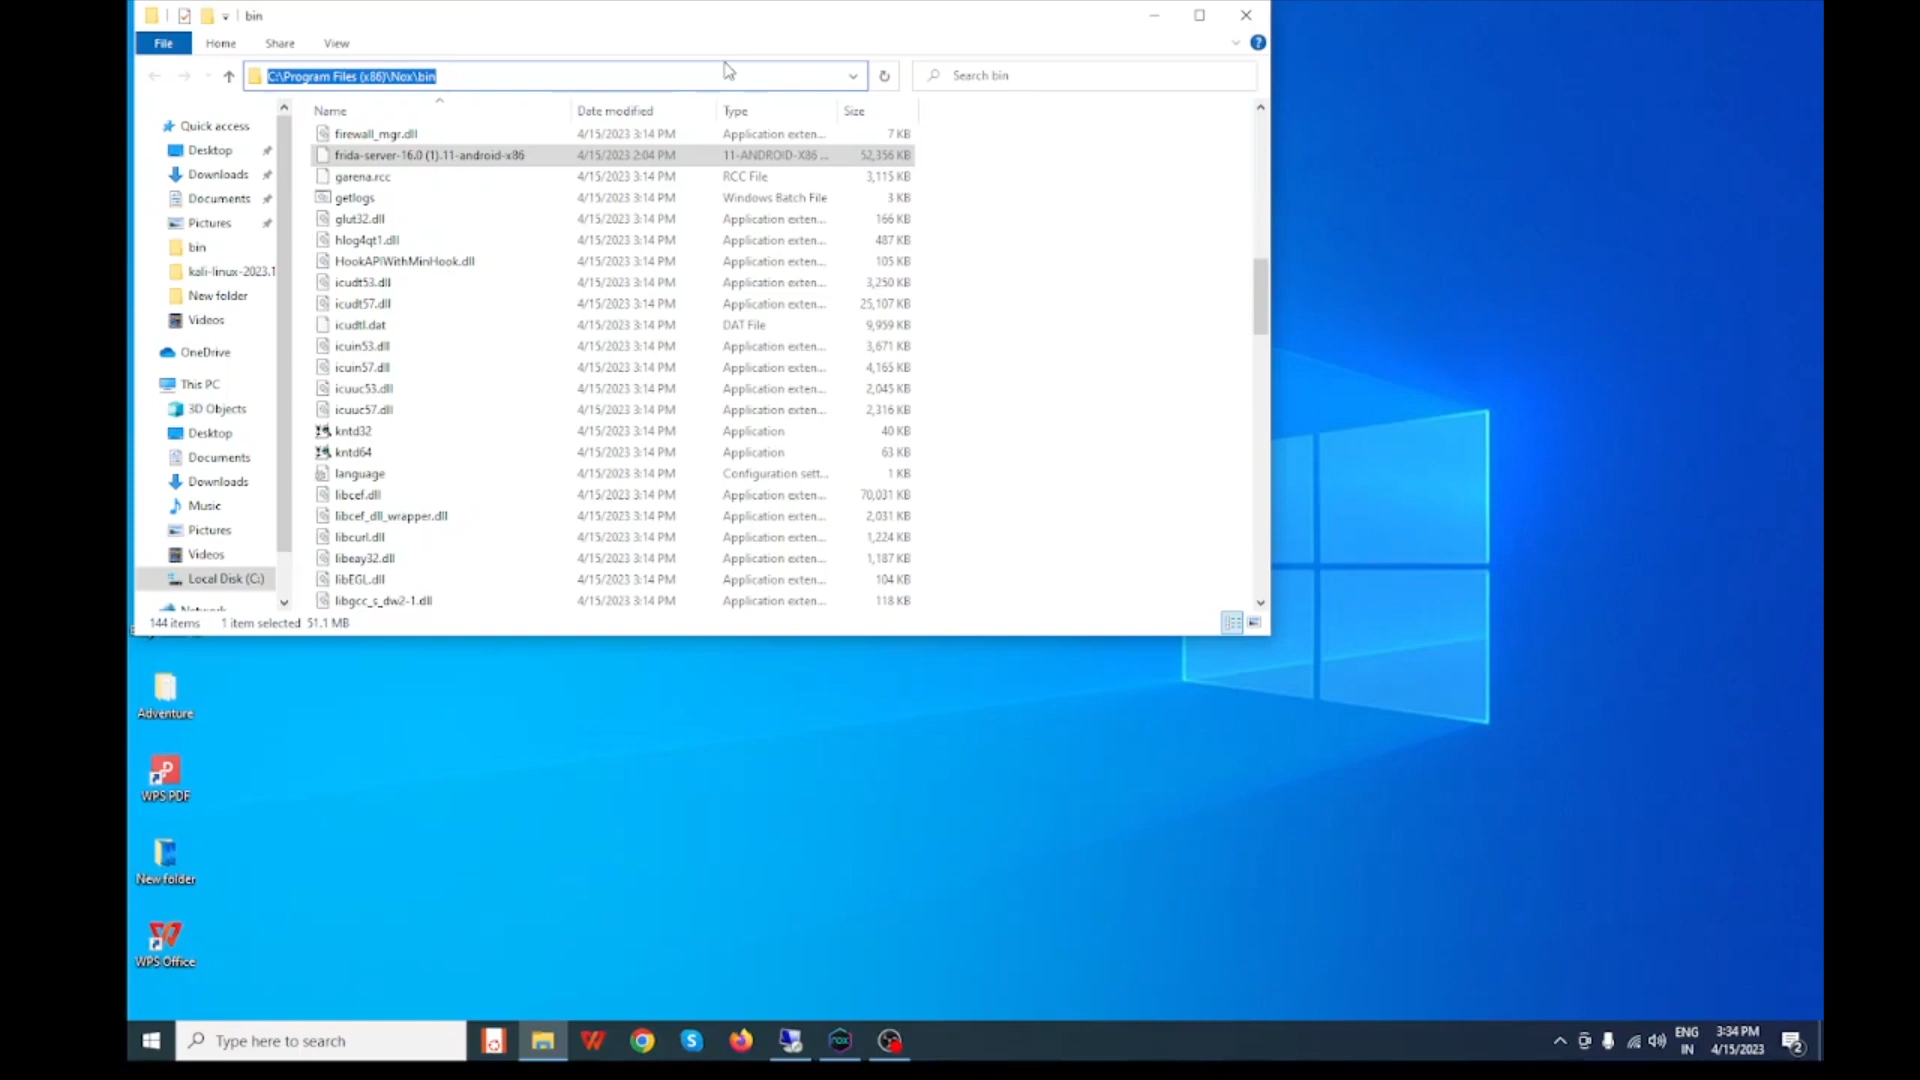 bin
File Home Share View
C:\Program Files (x86)\Nox\bin
Search bin
Name Date modified Type Size
firewall_mgr.dll 4/15/2023 3:14 PM Application exten... 7 KB
frida-server-16.0 (1).11-android-x86 4/15/2023 2:04 PM 11-ANDROID-X86 ... 52,356 KB
garena.rcc 4/15/2023 3:14 PM RCC File 3,115 KB
getlogs 4/15/2023 3:14 PM Windows Batch File 3 KB
glut32.dll 4/15/2023 3:14 PM Application exten... 166 KB
hlog4qt1.dll 4/15/2023 3:14 PM Application exten... 487 KB
HookAPIWithMinHook.dll 4/15/2023 3:14 PM Application exten... 105 KB
icudt53.dll 4/15/2023 3:14 PM Application exten... 3,250 KB
icudt57.dll 4/15/2023 3:14 PM Application exten... 25,107 KB
icudtl.dat 4/15/2023 3:14 PM DAT File 9,959 KB
icuin53.dll 4/15/2023 3:14 PM Application exten... 3,671 KB
icuin57.dll 4/15/2023 3:14 PM Application exten... 4,165 KB
icuuc53.dll 4/15/2023 3:14 PM Application exten... 2,045 KB
icuuc57.dll 4/15/2023 3:14 PM Application exten... 2,316 KB
kntd32 4/15/2023 3:14 PM Application 40 KB
kntd64 4/15/2023 3:14 PM Application 63 KB
language 4/15/2023 3:14 PM Configuration sett... 1 KB
libcef.dll 4/15/2023 3:14 PM Application exten... 70,031 KB
libcef_dll_wrapper.dll 4/15/2023 3:14 PM Application exten... 2,031 KB
libcurl.dll 4/15/2023 3:14 PM Application exten... 1,224 KB
libeay32.dll 4/15/2023 3:14 PM Application exten... 1,187 KB
libEGL.dll 4/15/2023 3:14 PM Application exten... 104 KB
libgcc_s_dw2-1.dll 4/15/2023 3:14 PM Application exten... 118 KB
Quick access
Desktop
Downloads
Documents
Pictures
bin
kali-linux-2023.1
New folder
Videos
OneDrive
This PC
3D Objects
Desktop
Documents
Downloads
Music
Pictures
Videos
Local Disk (C:)
Network
144 items 1 item selected 51.1 MB
Adventure
WPS PDF
New folder
WPS Office
Type here to search
nox
ENG
IN
3:34 PM
4/15/2023
2